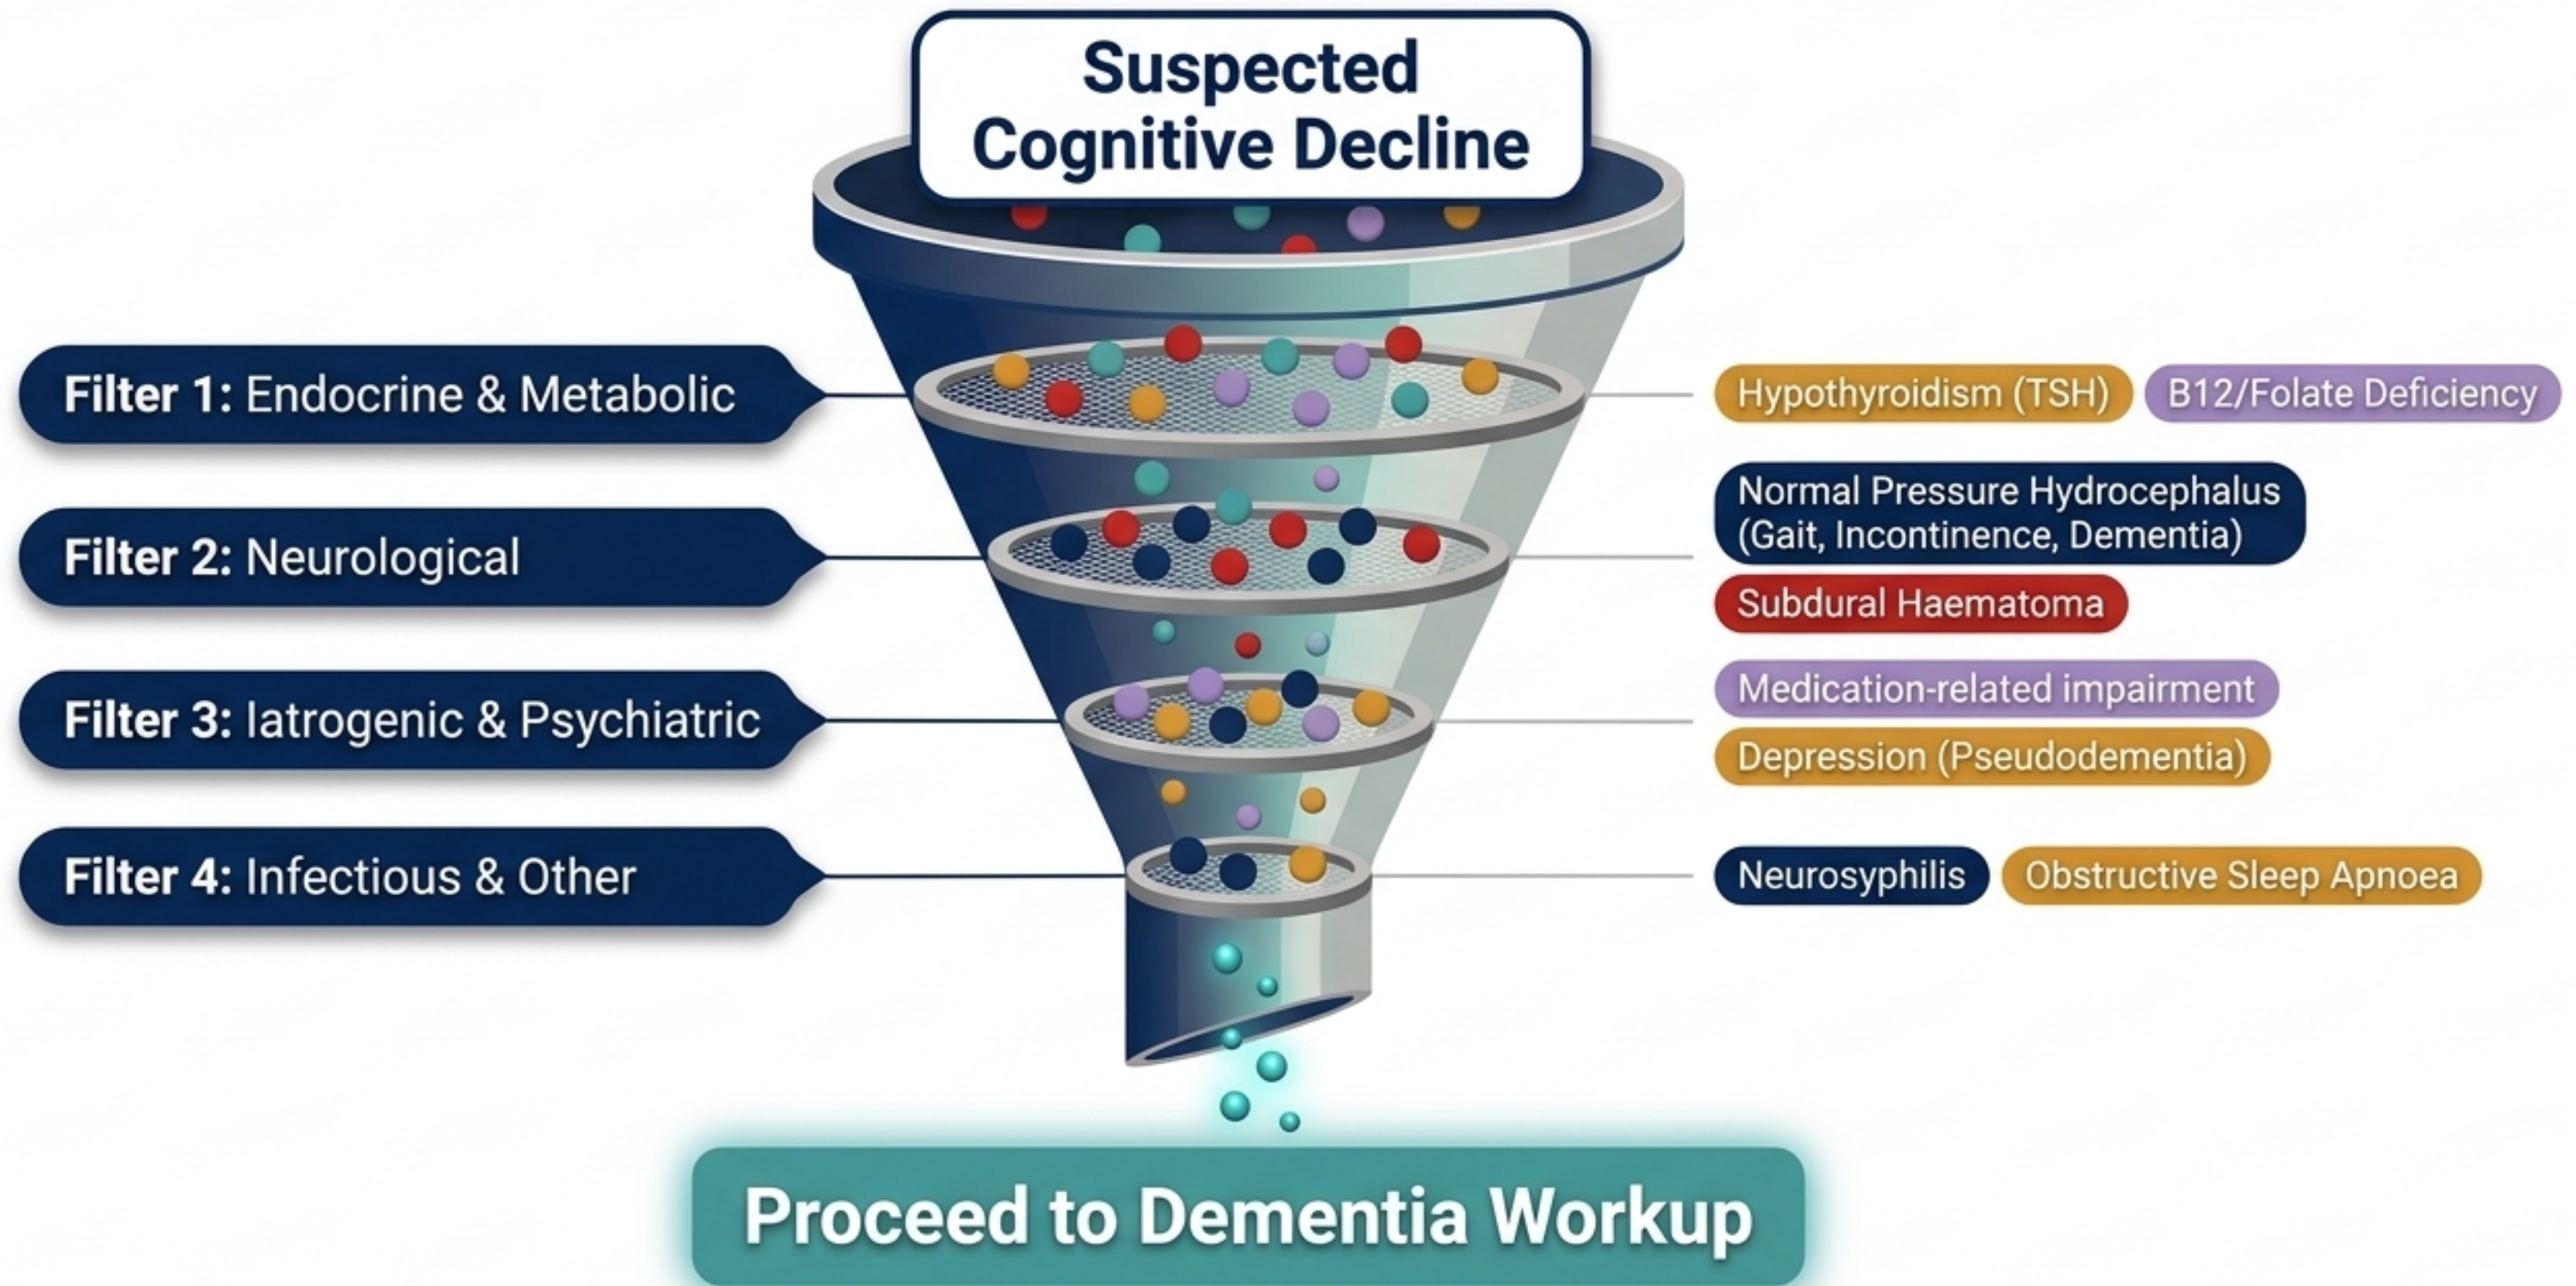 Suspected
Cognitive Decline
Filter 1: Endocrine & Metabolic
Hypothyroidism (TSH)
B12/Folate Deficiency
Filter 2: Neurological
Normal Pressure Hydrocephalus
(Gait, Incontinence, Dementia)
Subdural Haematoma
Filter 3: Iatrogenic & Psychiatric
Medication-related impairment
Depression (Pseudodementia)
Filter 4: Infectious & Other
Neurosyphilis
Obstructive Sleep Apnoea
Proceed to Dementia Workup